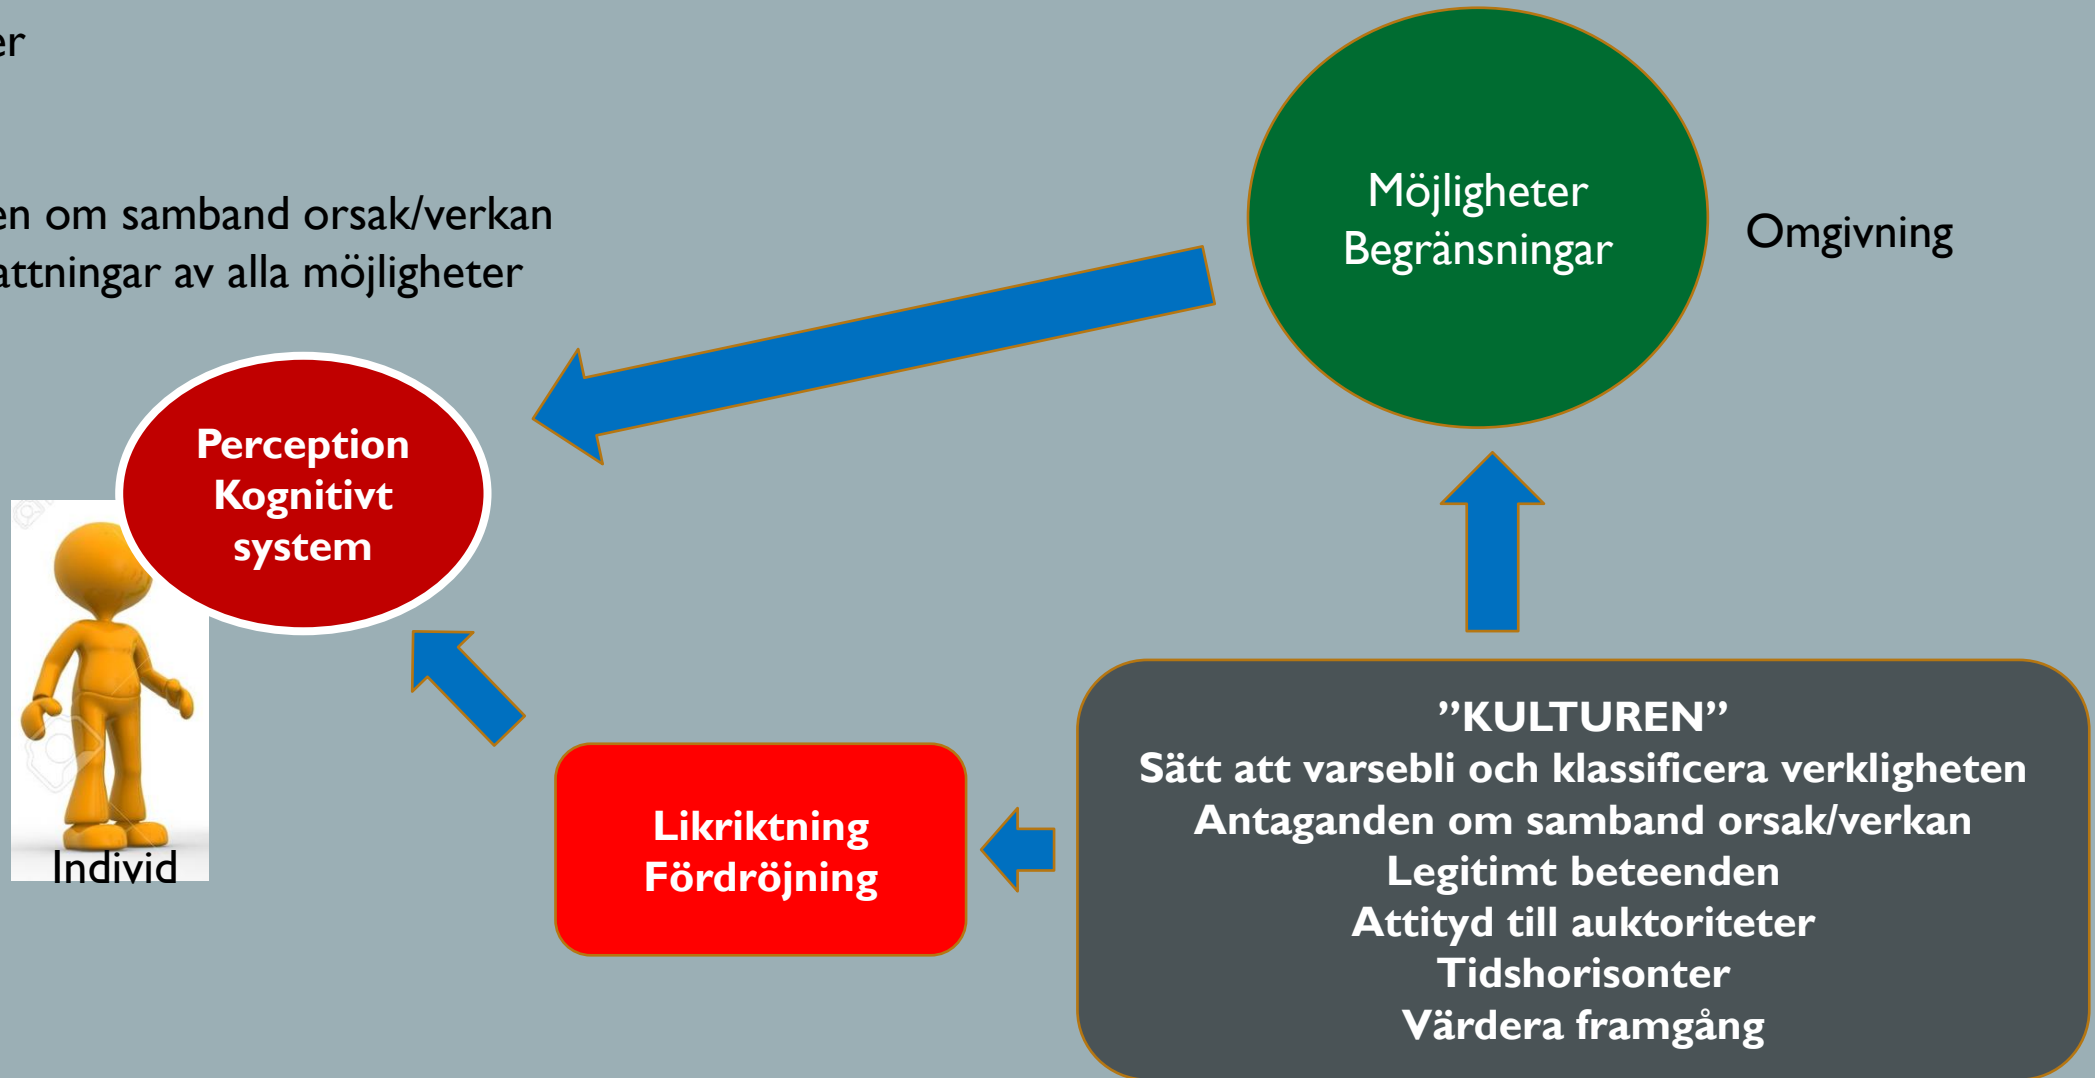 er
en om samband orsak/verkan
attningar av alla möjligheter
Möjligheter
Begränsningar
Omgivning
Perception
Kognitivt
system
Individ
Likriktning
Fördröjning
”KULTUREN”
Sätt att varsebli och klassificera verkligheten
Antaganden om samband orsak/verkan
Legitimt beteenden
Attityd till auktoriteter
Tidshorisonter
Värdera framgång